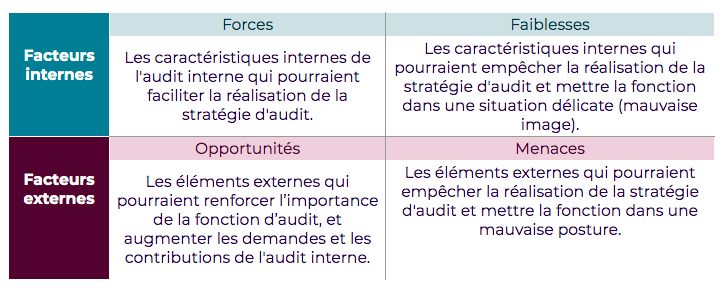 Forces
Faiblesses
Facteurs
internes
Les caractéristiques internes de
l'audit interne qui pourraient
faciliter la réalisation de la
stratégie d'audit.
Les caractéristiques internes qui
pourraient empêcher la réalisation de la
stratégie d'audit et mettre la fonction
dans une situation délicate (mauvaise
image).
Opportunités
Menaces
Facteurs
externes
Les éléments externes qui
pourraient renforcer l’importance
de la fonction d’audit, et
augmenter les demandes et les
contributions de l'audit interne.
Les éléments externes qui pourraient
empêcher la réalisation de la stratégie
d'audit et mettre la fonction dans une
mauvaise posture.